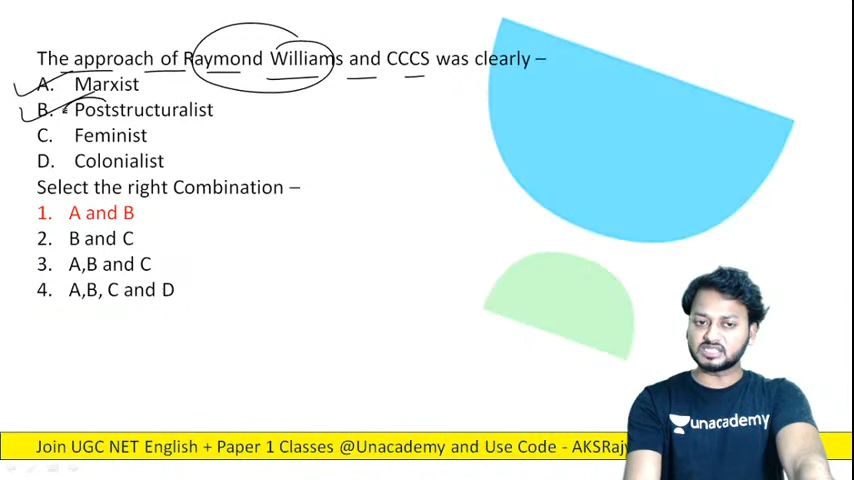 The approach of Raymond Williams and CCCS was clearly –
A. Marxist
B. Poststructuralist
C. Feminist
D. Colonialist
Select the right Combination –
1. A and B
2. B and C
3. A,B and C
4. A,B, C and D
unacademy
Join UGC NET English + Paper 1 Classes @Unacademy and Use Code - AKSRaj